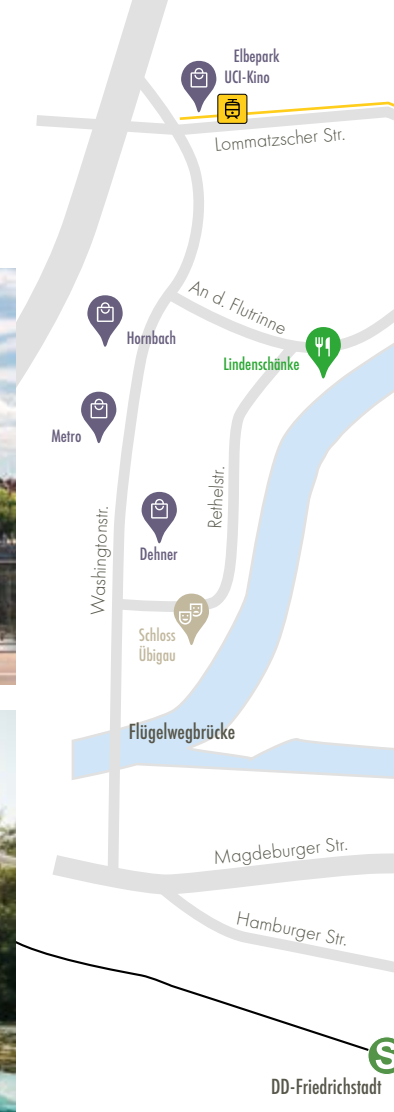 Elbepark
UCI-Kino
Lommatzscher Str.
An d. Flutrinne
Hornbach
Lindenschänke
Metro
Rethelstr.
Washingtonstr.
Dehner
Schloss
Übigau
Flügelwegbrücke
Magdeburger Str.
Hamburger Str.
S
DD-Friedrichstadt